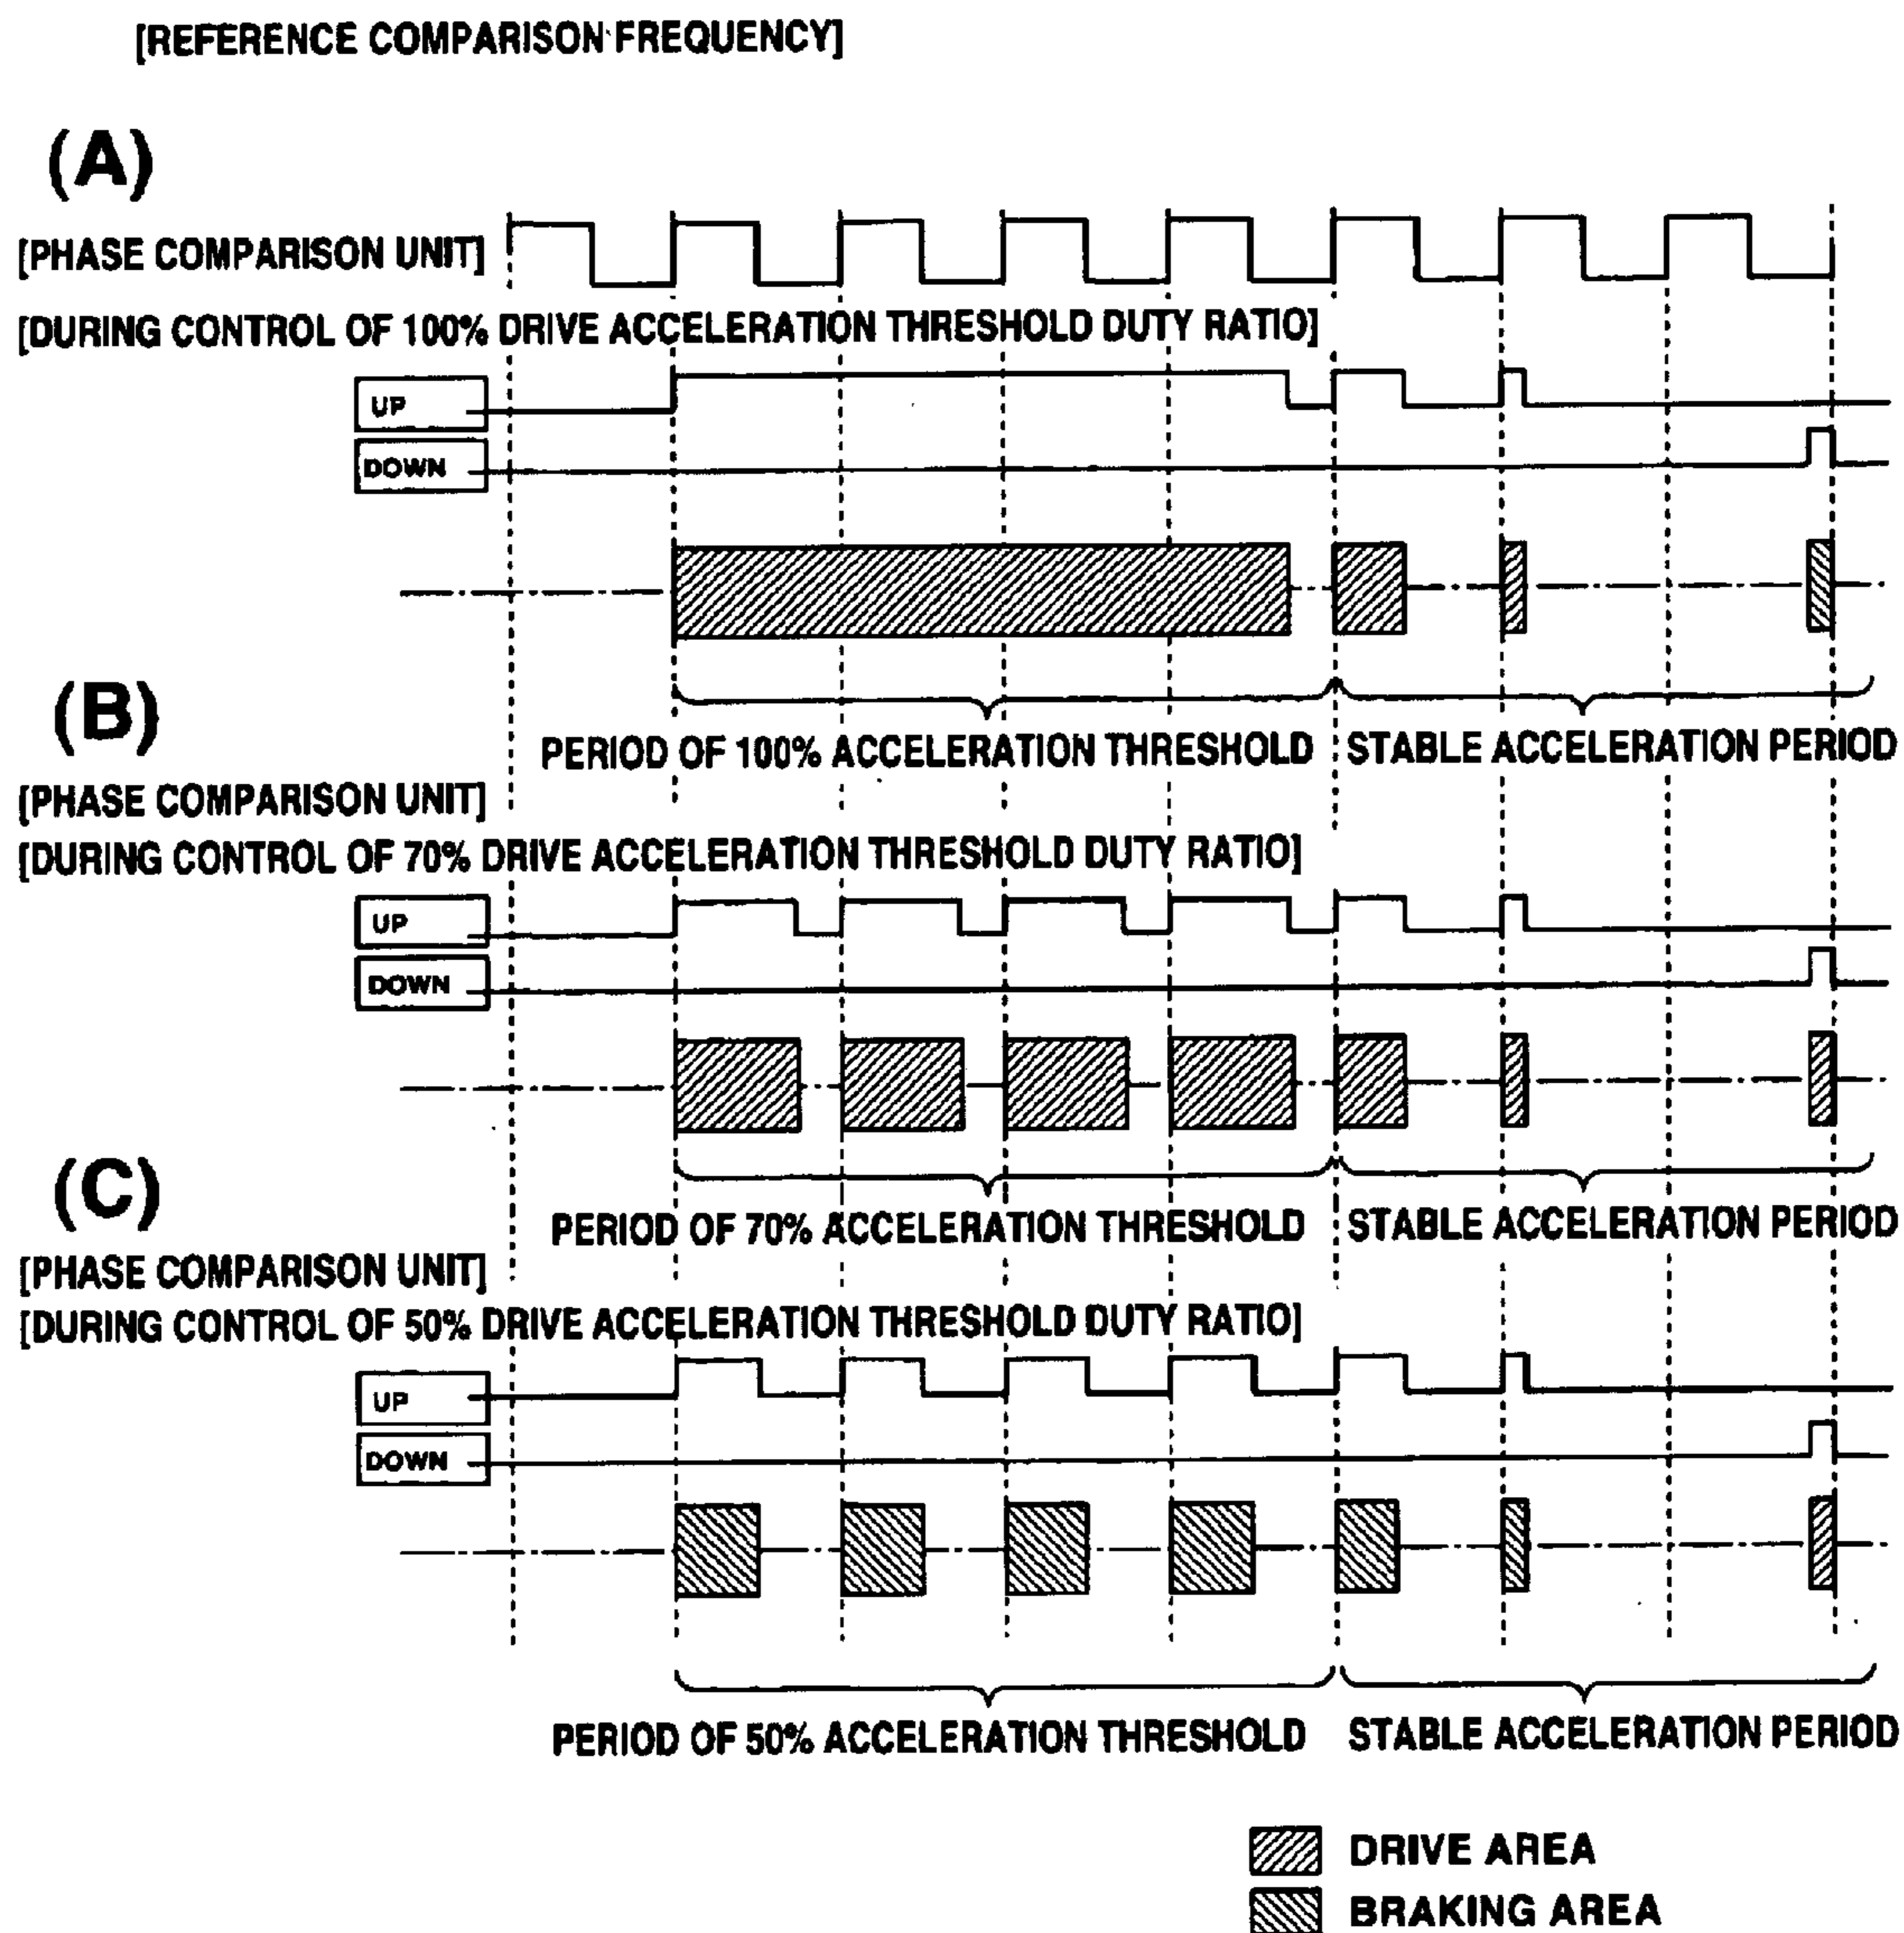 [REFERENCE COMPARISON FREQUENCY]
(A)
[PHASE COMPARISON UNIT]
[DURING CONTROL OF 100% DRIVE ACCELERATION THRESHOLD DUTY RATIO]
UP
DOWN
PERIOD OF 100% ACCELERATION THRESHOLD
STABLE ACCELERATION PERIOD
(B)
[PHASE COMPARISON UNIT]
[DURING CONTROL OF 70% DRIVE ACCELERATION THRESHOLD DUTY RATIO]
UP
DOWN
PERIOD OF 70% ACCELERATION THRESHOLD
STABLE ACCELERATION PERIOD
(C)
[PHASE COMPARISON UNIT]
[DURING CONTROL OF 50% DRIVE ACCELERATION THRESHOLD DUTY RATIO]
UP
DOWN
PERIOD OF 50% ACCELERATION THRESHOLD
STABLE ACCELERATION PERIOD
DRIVE AREA
BRAKING AREA